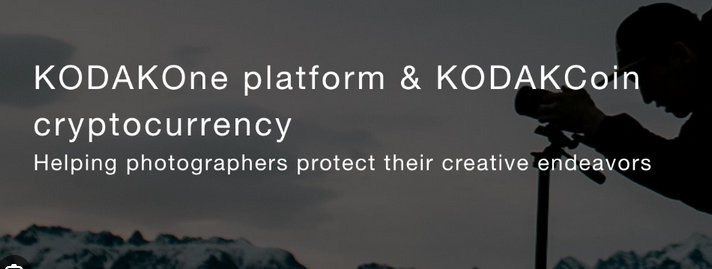 KODAKOne platform & KODAKCoin
cryptocurrency
Helping photographers protect their creative endeavors